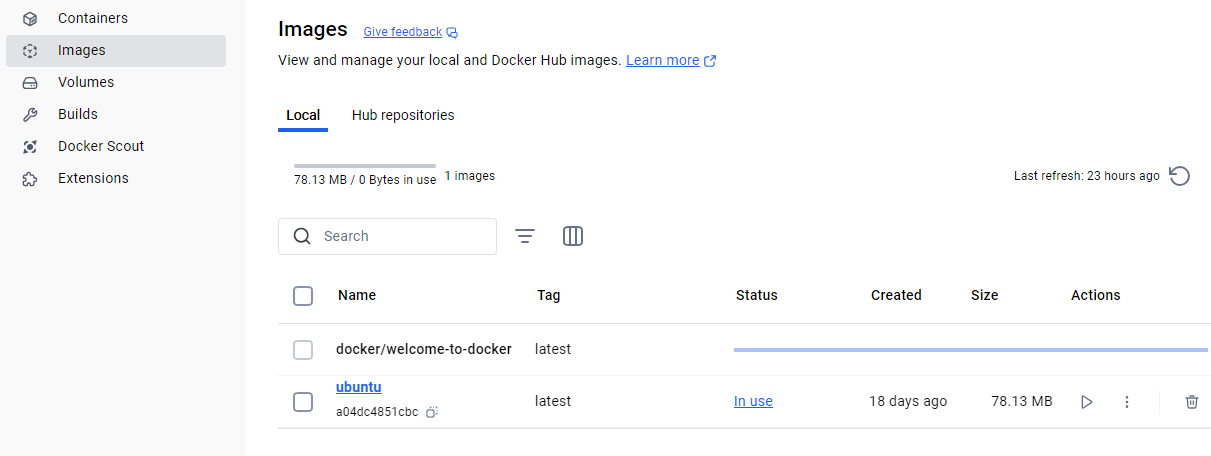 Containers
Images
Volumes
Builds
Docker Scout
Extensions
Images Give feedback
View and manage your local and Docker Hub images. Learn more
Local Hub repositories
78.13 MB / 0 Bytes in use 1 images Last refresh: 23 hours ago
Search
Name Tag Status Created Size Actions
docker/welcome-to-docker latest
ubuntu
a04dc4851cbc
latest In use 18 days ago 78.13 MB